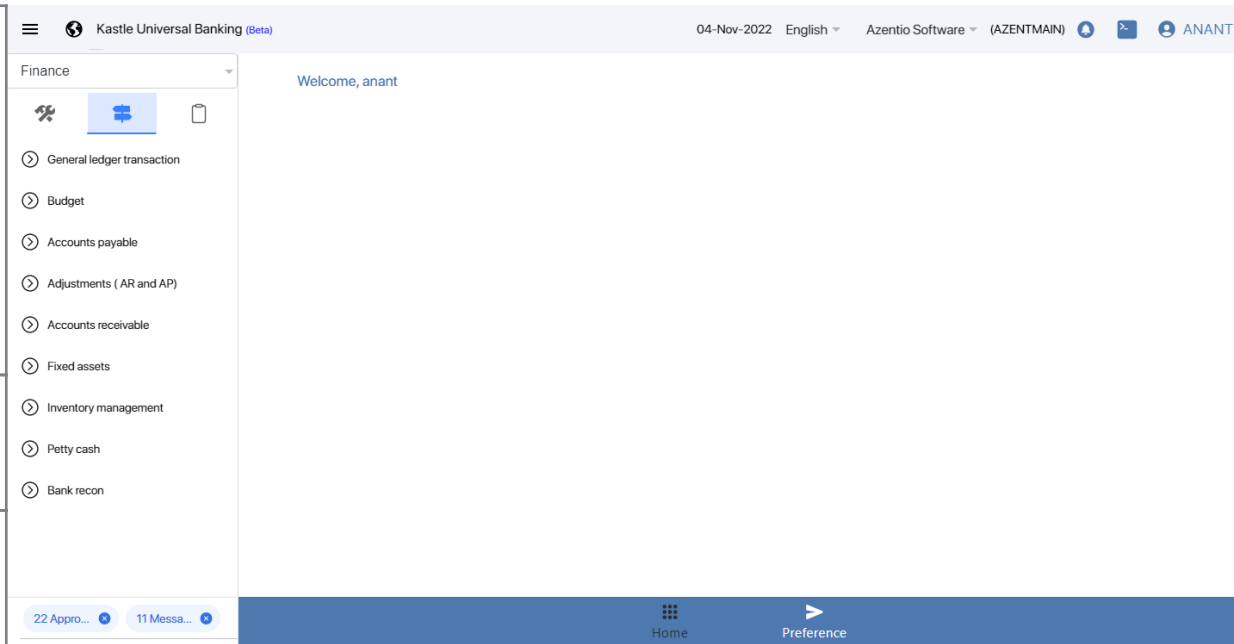 Kastle Universal Banking (Beta)
04-Nov-2022 English Azentio Software (AZENTMAIN) ANANT
Finance
Welcome, anant
General ledger transaction
Budget
Accounts payable
Adjustments ( AR and AP)
Accounts receivable
Fixed assets
Inventory management
Petty cash
Bank recon
22 Appro... 11 Messa...
Home Preference